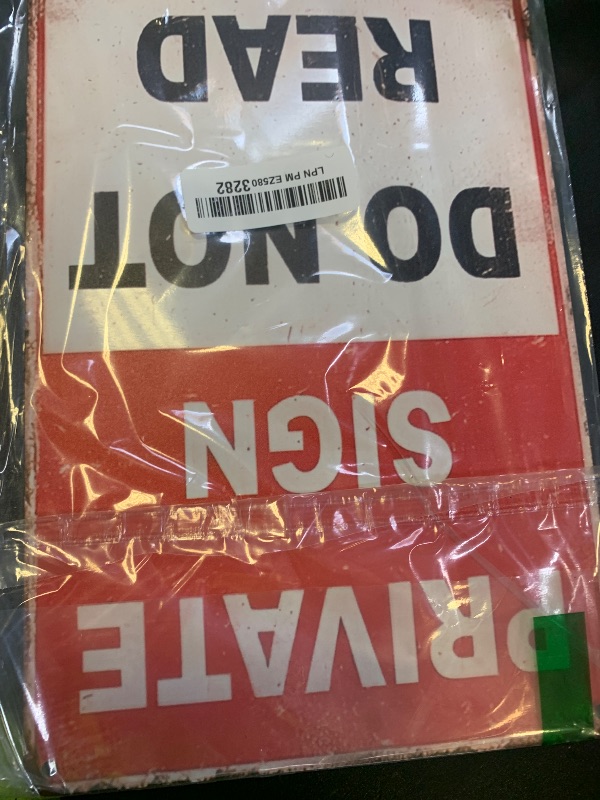 PRIVATE
SIGN
DO NOT
READ
LPN PM EZ580 3282